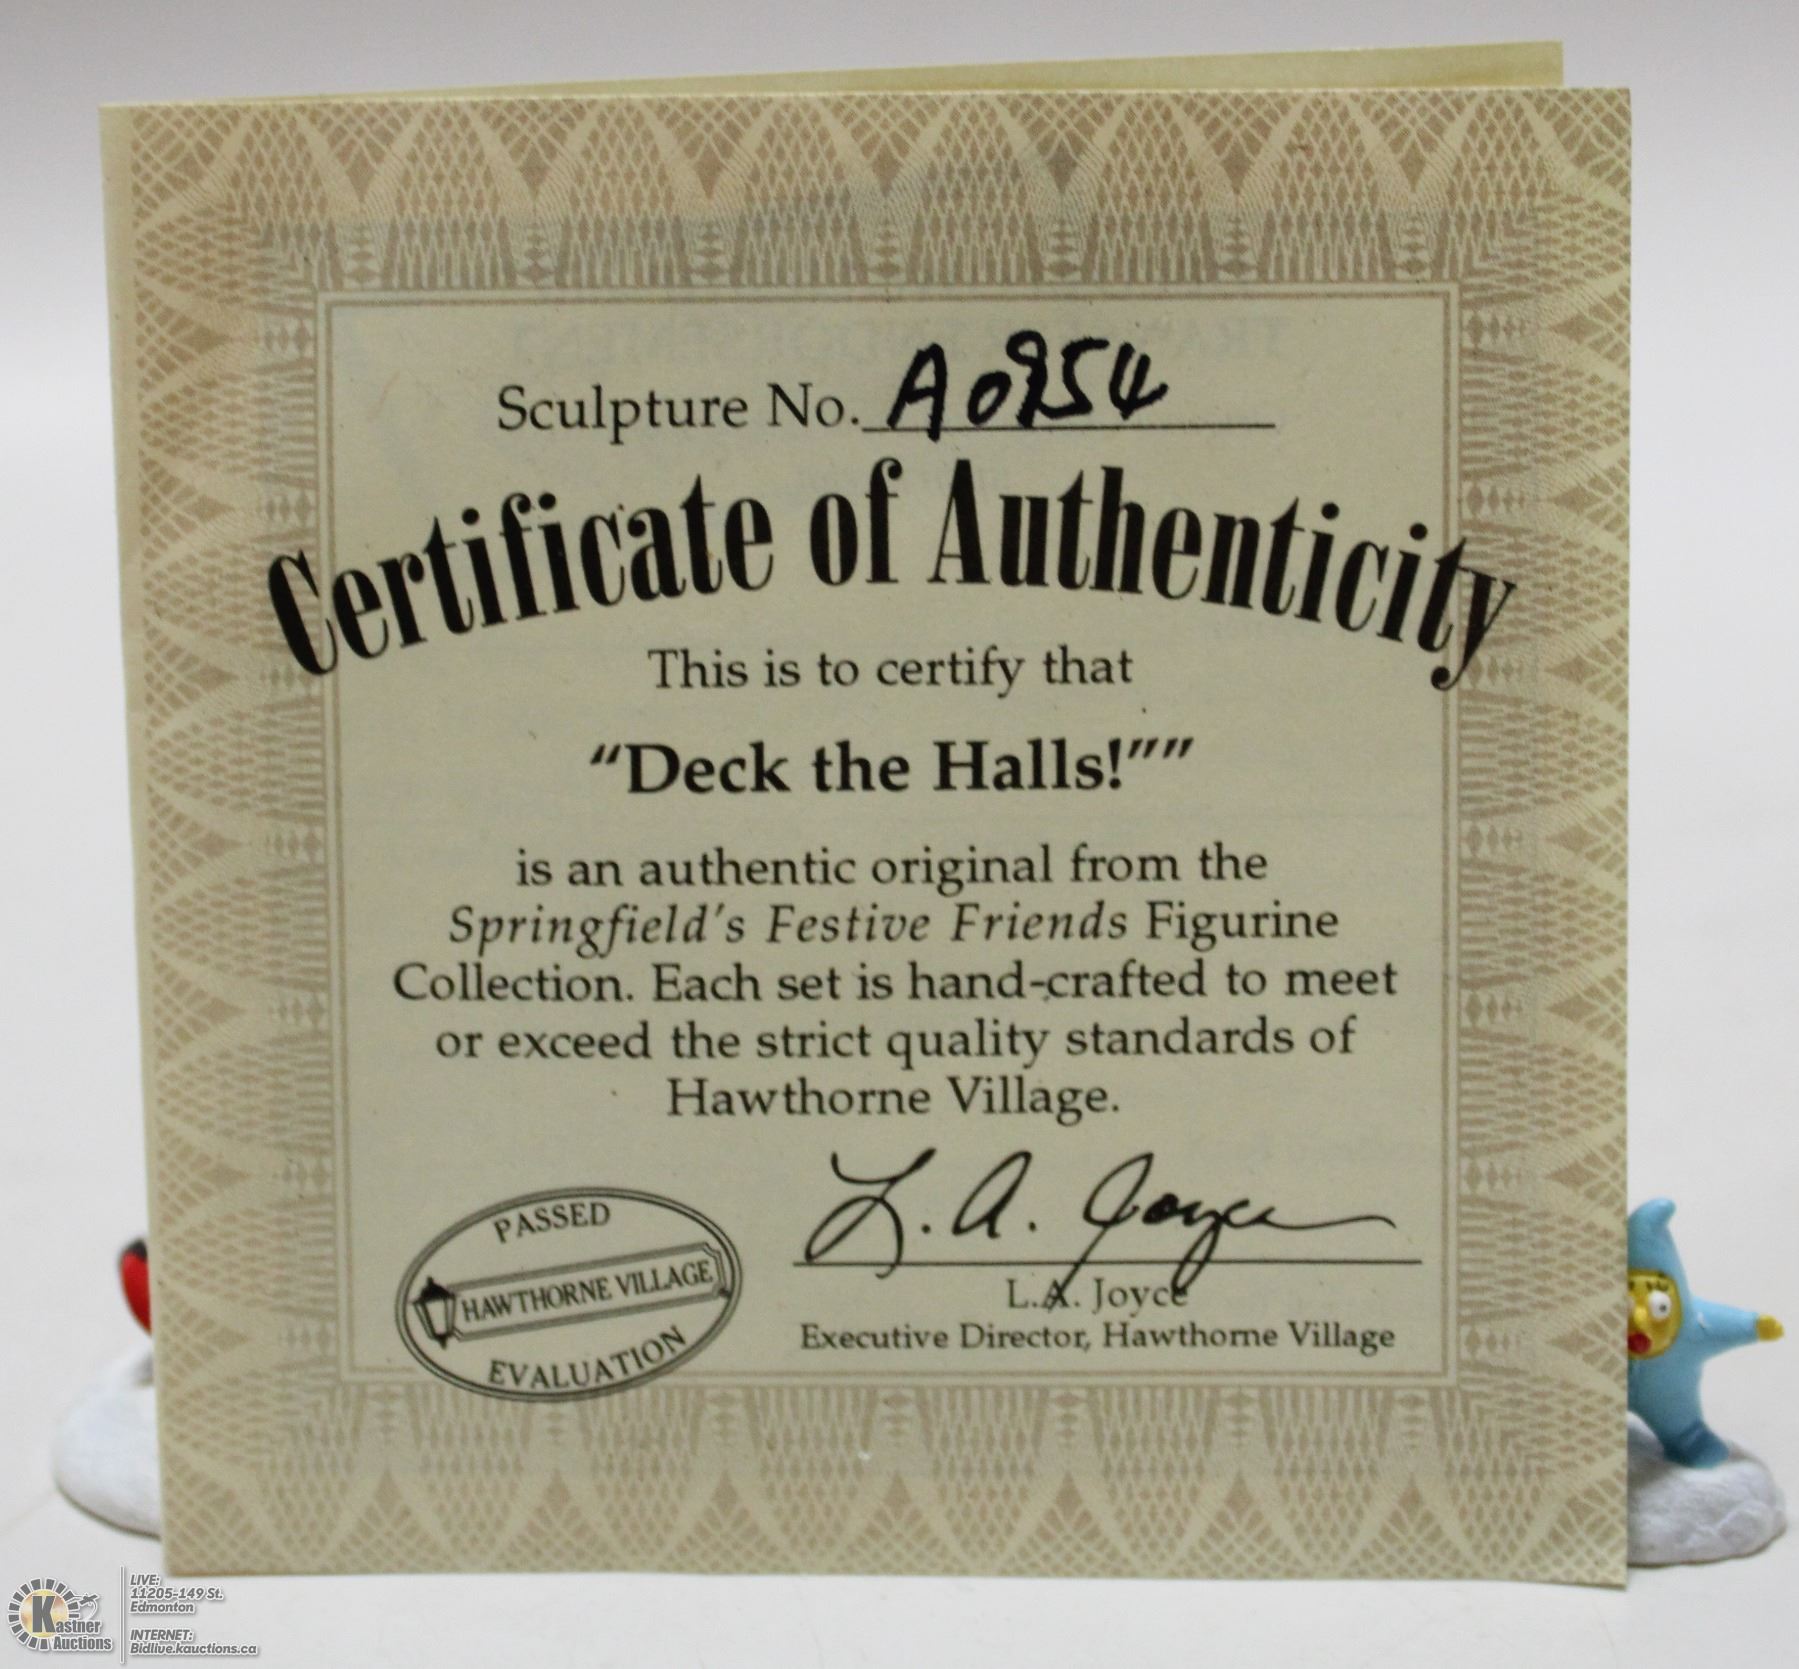 Sculpture No. A0954
Certificate of Authenticity
This is to certify that
“Deck the Halls!””
is an authentic original from the
Springfield's Festive Friends Figurine
Collection. Each set is hand-crafted to meet
or exceed the strict quality standards of
Hawthorne Village.
PASSED
HAWTHORNE VILLAGE
EVALUATION
L. A. Joyce
L.A. Joyce
Executive Director, Hawthorne Village
Kastner
Auctions
LIVE:
11205-149 St.
Edmonton
INTERNET:
Bidlive.kauctions.ca